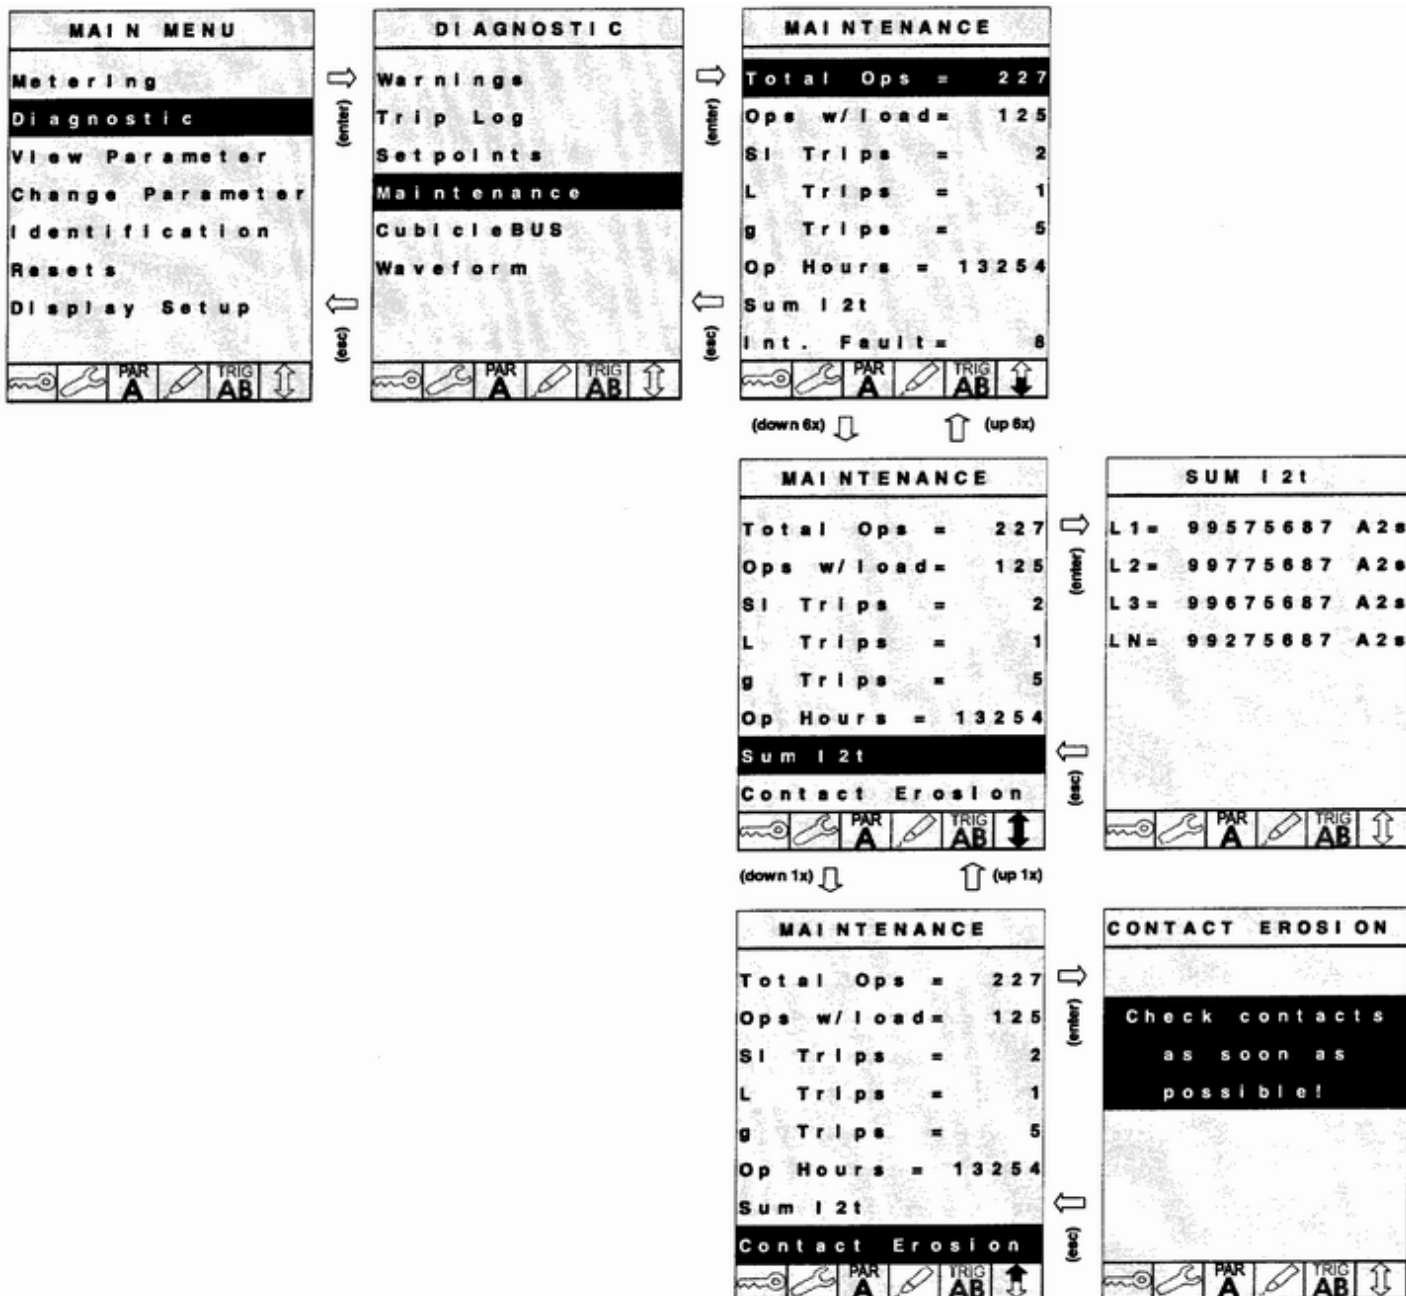 MAIN MENU
Metering
Diagnostic
View Parameter
Change Parameter
Identification
Resets
Display Setup
PAR A TRIG AB
(enter)
(esc)
DIAGNOSTIC
Warnings
Trip Log
Setpoints
Maintenance
CubicleBUS
Waveform
PAR A TRIG AB
(enter)
(esc)
MAINTENANCE
Total Ops = 227
Ops w/load= 125
SI Trips = 2
L Trips = 1
g Trips = 5
Op Hours = 13254
Sum I2t
Int. Fault= 8
PAR A TRIG AB
(down 6x) (up 6x)
MAINTENANCE
Total Ops = 227
Ops w/load= 125
SI Trips = 2
L Trips = 1
g Trips = 5
Op Hours = 13254
Sum I2t
Contact Erosion
PAR A TRIG AB
(enter)
(esc)
SUM I2t
L1= 99575687 A2s
L2= 99775687 A2s
L3= 99675687 A2s
LN= 99275687 A2s
PAR A TRIG AB
(down 1x) (up 1x)
MAINTENANCE
Total Ops = 227
Ops w/load= 125
SI Trips = 2
L Trips = 1
g Trips = 5
Op Hours = 13254
Sum I2t
Contact Erosion
PAR A TRIG AB
(enter)
(esc)
CONTACT EROSION
Check contacts
as soon as
possible!
PAR A TRIG AB